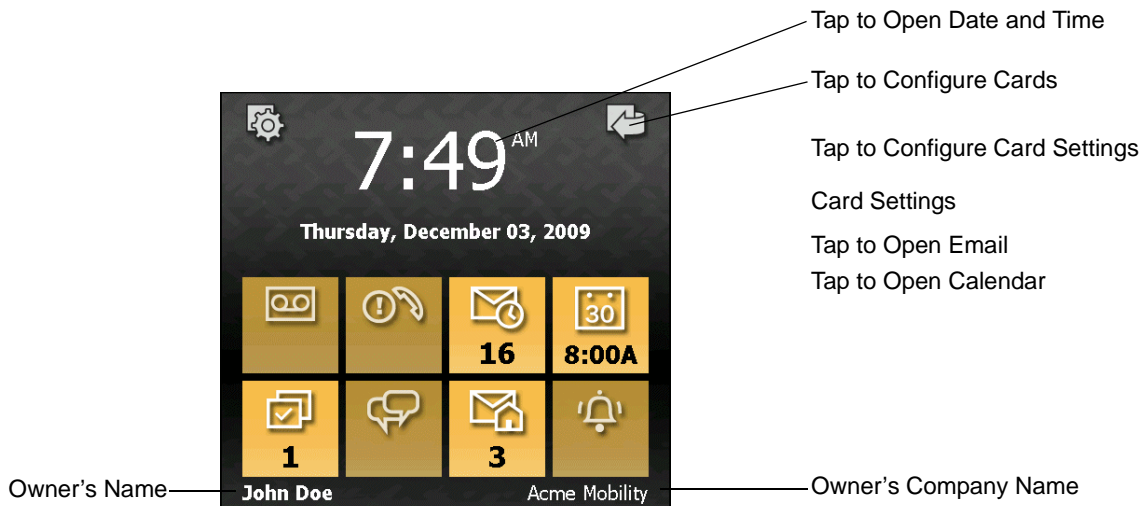 Tap to Open Date and Time
Tap to Configure Cards
7:49 AM
Tap to Configure Card Settings
Card Settings
Thursday, December 03, 2009
Tap to Open Email
Tap to Open Calendar
30
16
8:00A
1
3
Owner's Name
John Doe
Acme Mobility
Owner's Company Name